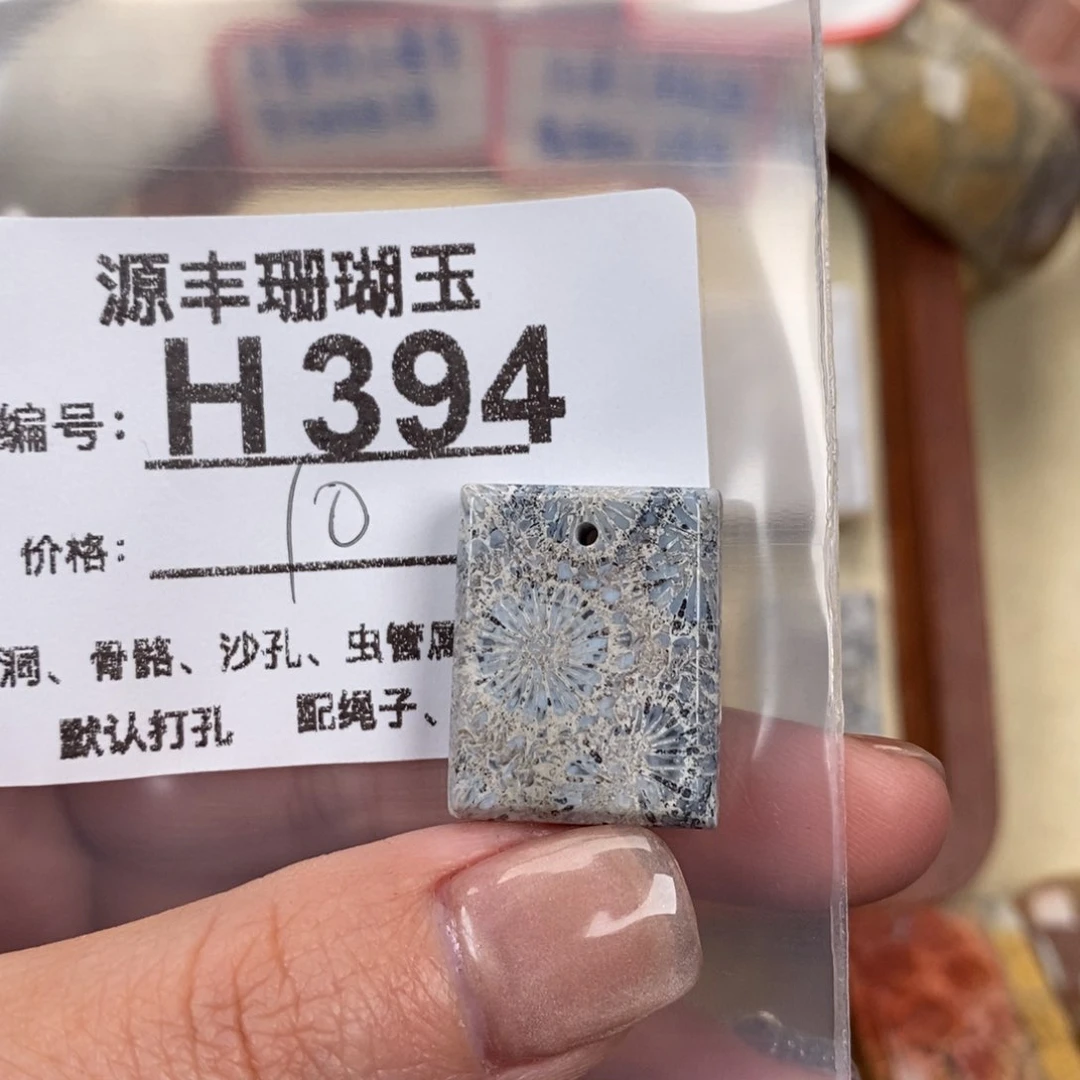 源丰珊瑚玉
编号: H394
价格: 10
洞、骨骼、沙孔、虫管属
默认打孔 配绳子、